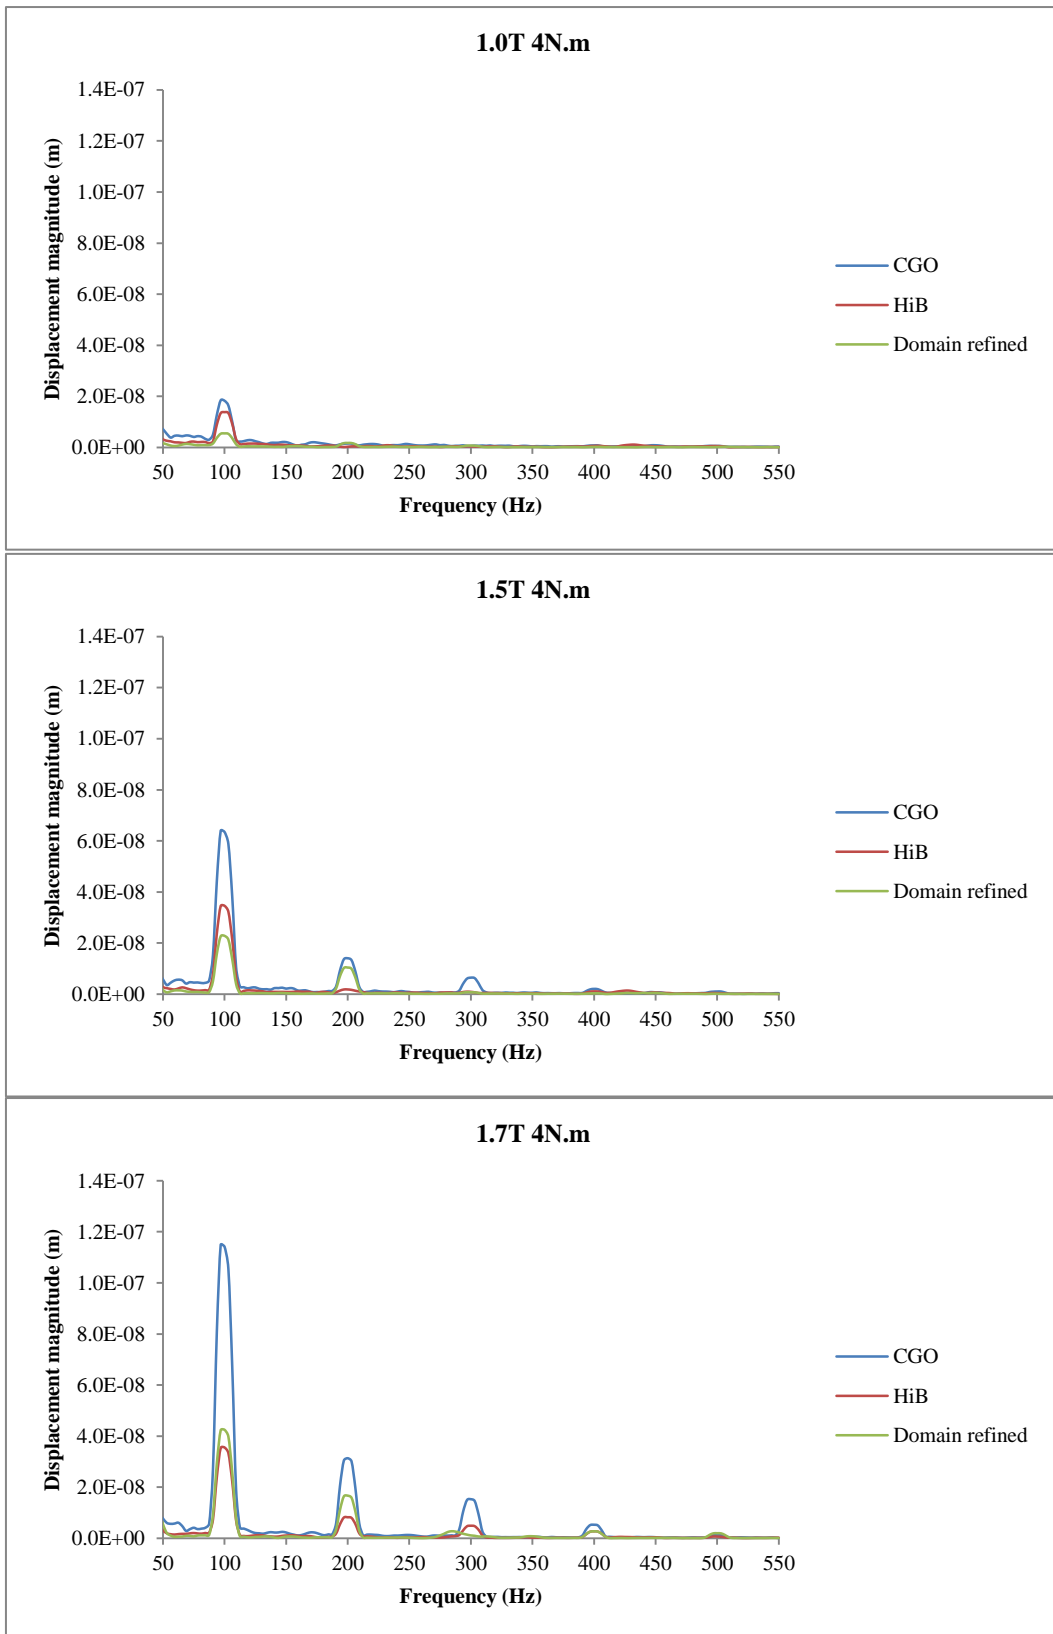 1.0T 4N.m
1.4E-07
1.2E-07
1.0E-07
8.0E-08
6.0E-08
4.0E-08
2.0E-08
0.0E+00
Displacement magnitude (m)
50 100 150 200 250 300 350 400 450 500 550
Frequency (Hz)
CGO
HiB
Domain refined
1.5T 4N.m
1.4E-07
1.2E-07
1.0E-07
8.0E-08
6.0E-08
4.0E-08
2.0E-08
0.0E+00
Displacement magnitude (m)
50 100 150 200 250 300 350 400 450 500 550
Frequency (Hz)
CGO
HiB
Domain refined
1.7T 4N.m
1.4E-07
1.2E-07
1.0E-07
8.0E-08
6.0E-08
4.0E-08
2.0E-08
0.0E+00
Displacement magnitude (m)
50 100 150 200 250 300 350 400 450 500 550
Frequency (Hz)
CGO
HiB
Domain refined